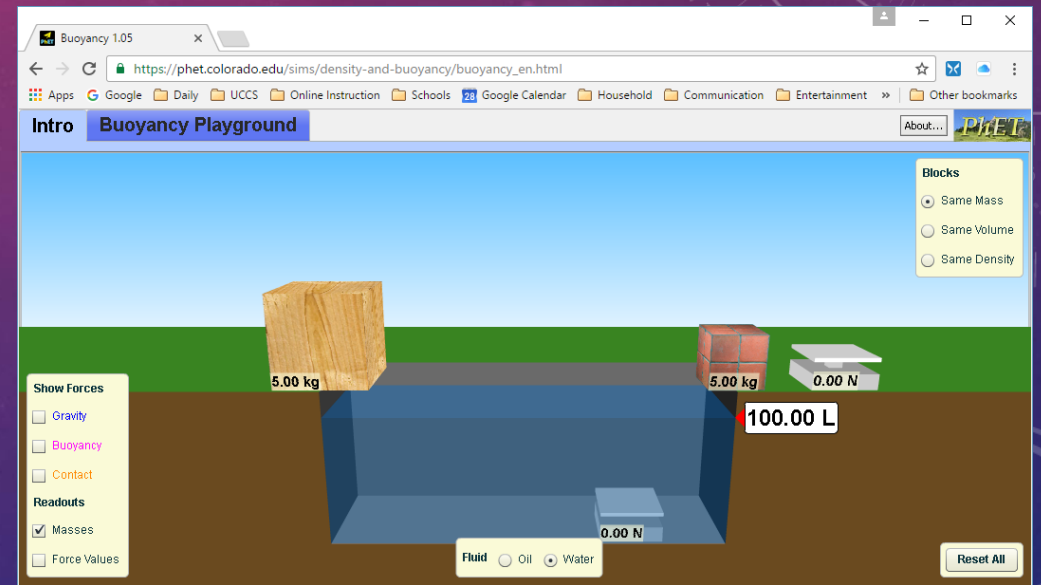 Buoyancy 1.05
https://phet.colorado.edu/sims/density-and-buoyancy/buoyancy_en.html
Apps Google Daily UCCS Online Instruction Schools 28 Google Calendar Household Communication Entertainment » Other bookmarks
Intro Buoyancy Playground About... PhET
Blocks
Same Mass
Same Volume
Same Density
5.00 kg 5.00 kg 0.00 N
100.00 L
Show Forces
Gravity
Buoyancy
Contact
Readouts
Masses
Force Values
0.00 N
Fluid Oil Water
Reset All